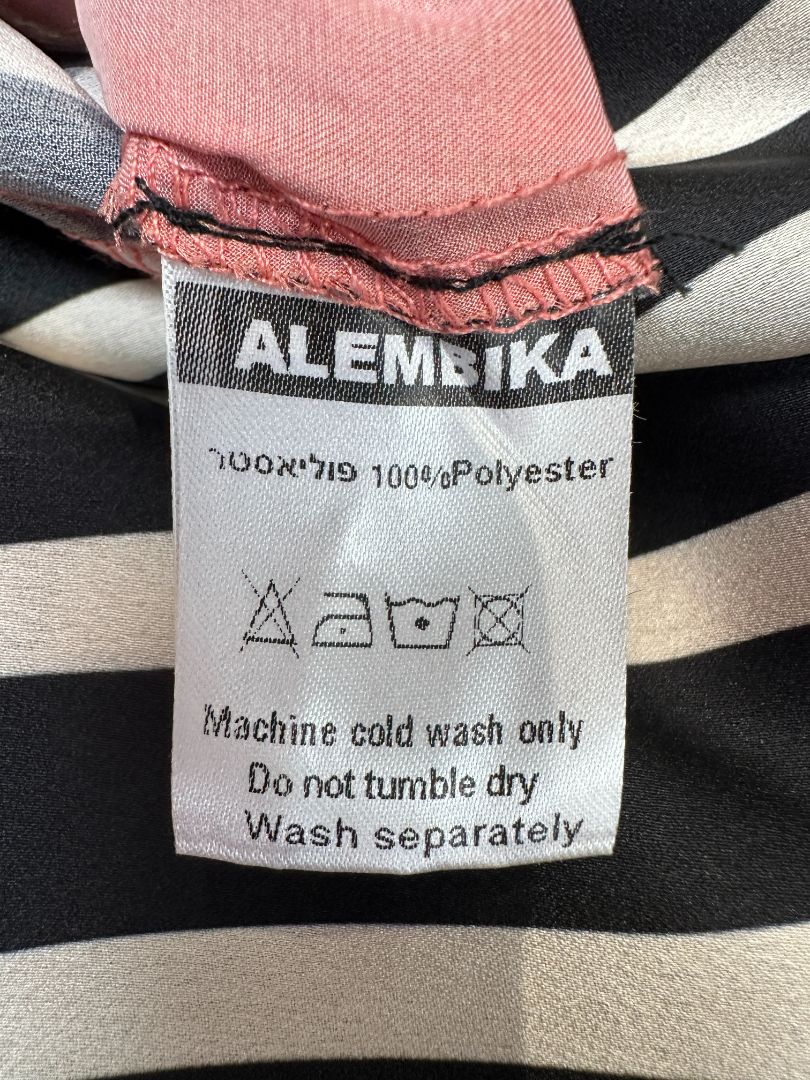 ALEMBIKA
פוליאסטר 100%Polyester
Machine cold wash only
Do not tumble dry
Wash separately